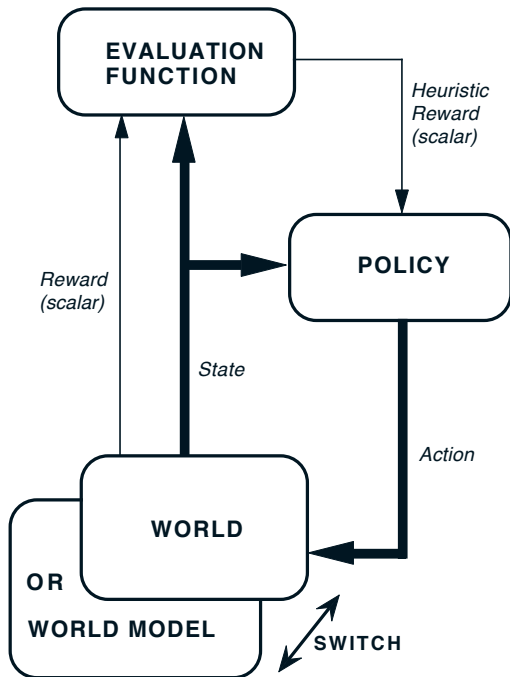 EVALUATION
FUNCTION
Heuristic
Reward
(scalar)
POLICY
Reward
(scalar)
State
Action
WORLD
OR
WORLD MODEL
SWITCH